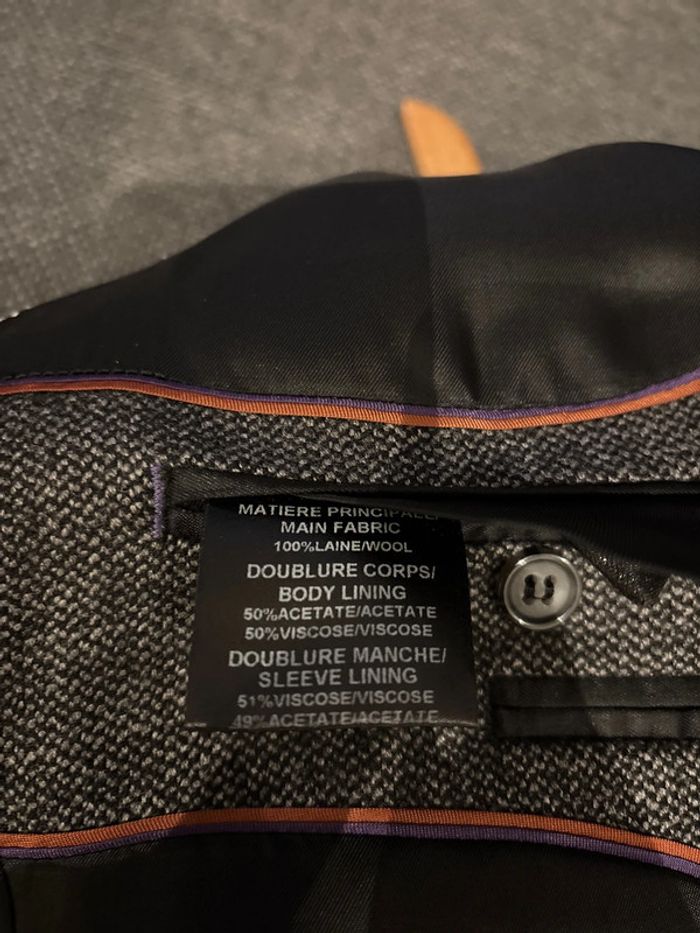 MATIERE PRINCIPALE/
MAIN FABRIC
100%LAINE/WOOL
DOUBLURE CORPS/
BODY LINING
50%ACETATE/ACETATE
50%VISCOSE/VISCOSE
DOUBLURE MANCHE/
SLEEVE LINING
51%VISCOSE/VISCOSE
49%ACETATE/ACETATE